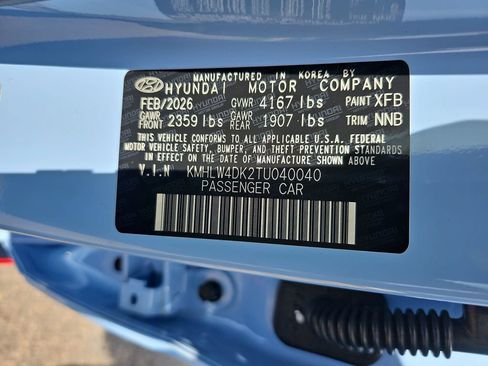 MANUFACTURED IN KOREA
HYUNDAI MOTOR COMPANY
FEB/2026 GVWR 4167 lbs PAINT XFB
GAWR FRONT 2359 lbs GAWR REAR 1907 lbs TRIM NNB
THIS VEHICLE CONFORMS TO ALL APPLICABLE U.S.A. FEDERAL
MOTOR VEHICLE SAFETY, BUMPER, AND THEFT PREVENTION STANDARDS
IN EFFECT ON THE DATE OF MANUFACTURE SHOWN ABOVE.
V.I.N KMHLW4DK2TU040040
PASSENGER CAR